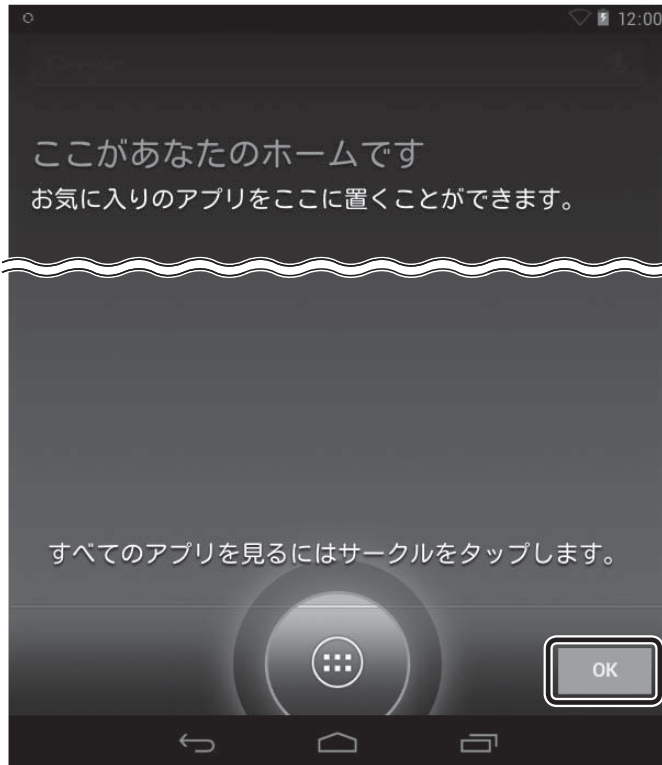 12:00
Google
ここがあなたのホームです
お気に入りのアプリをここに置くことができます。
すべてのアプリを見るにはサークルをタップします。
OK